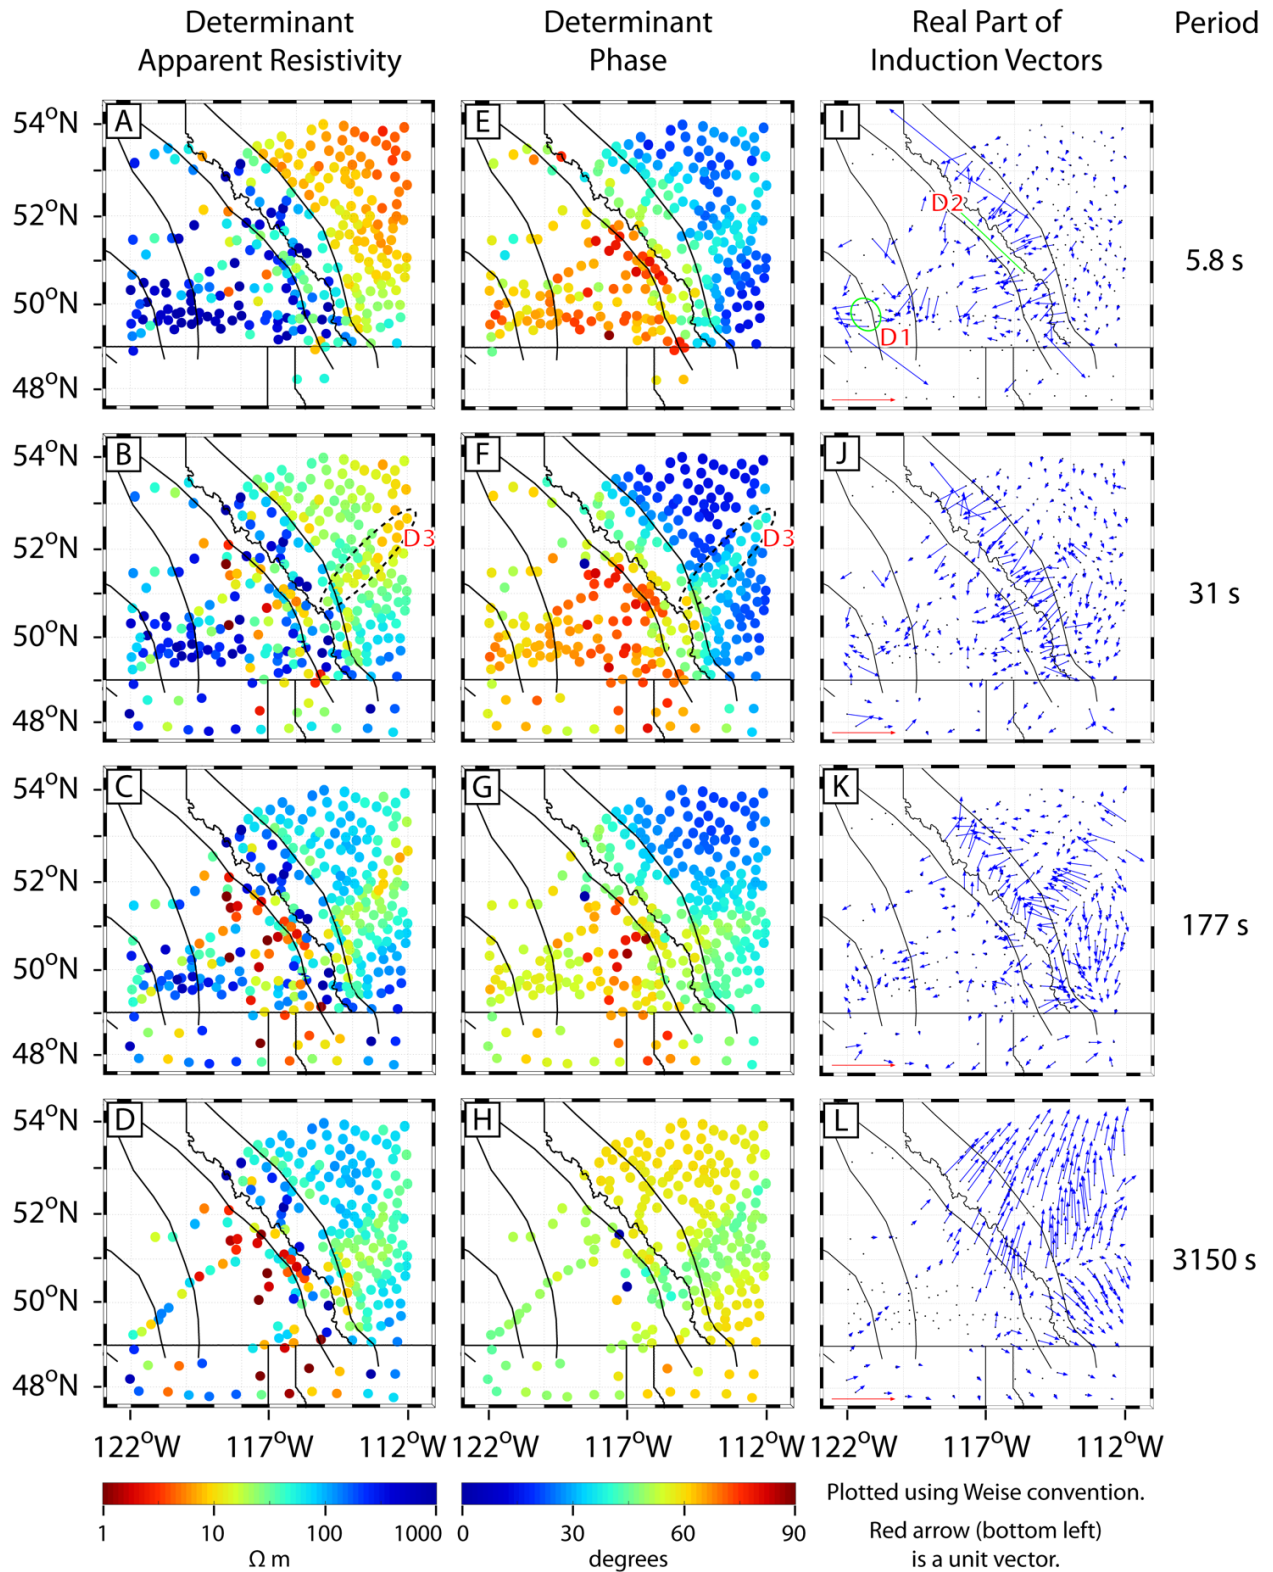 Determinant
Apparent Resistivity
Determinant
Phase
Real Part of
Induction Vectors
Period
54°N
52°N
50°N
48°N
A
E
I
D2
D1
5.8 s
54°N
52°N
50°N
48°N
B
D3
F
D3
J
31 s
54°N
52°N
50°N
48°N
C
G
K
177 s
54°N
52°N
50°N
48°N
D
H
L
3150 s
122°W 117°W 112°W
122°W 117°W 112°W
122°W 117°W 112°W
1 10 100 1000
Ω m
0 30 60 90
degrees
Plotted using Weise convention.
Red arrow (bottom left)
is a unit vector.